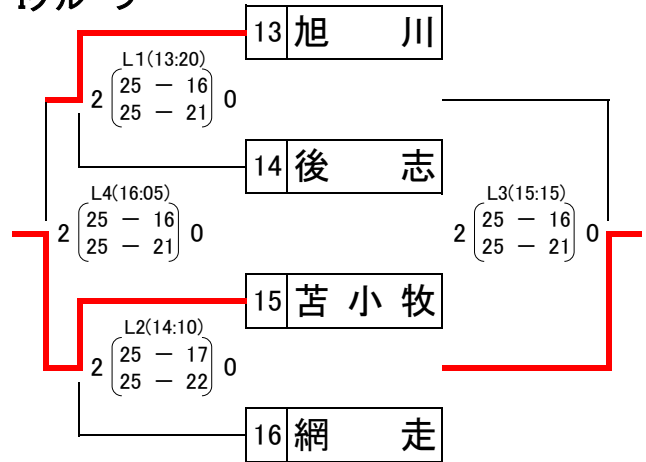 13 旭 川
L1(13:20)
2 25 － 16 0
25 － 21
14 後 志
L4(16:05)
2 25 － 16 0
25 － 21
L3(15:15)
2 25 － 16 0
25 － 21
15 苫 小 牧
L2(14:10)
2 25 － 17 0
25 － 22
16 網 走